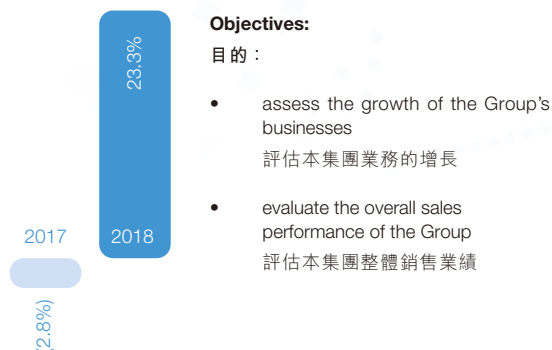 23.3%
2017
2018
(2.8%)
Objectives:
目的：
• assess the growth of the Group's
businesses
評估本集團業務的增長
• evaluate the overall sales
performance of the Group
評估本集團整體銷售業績